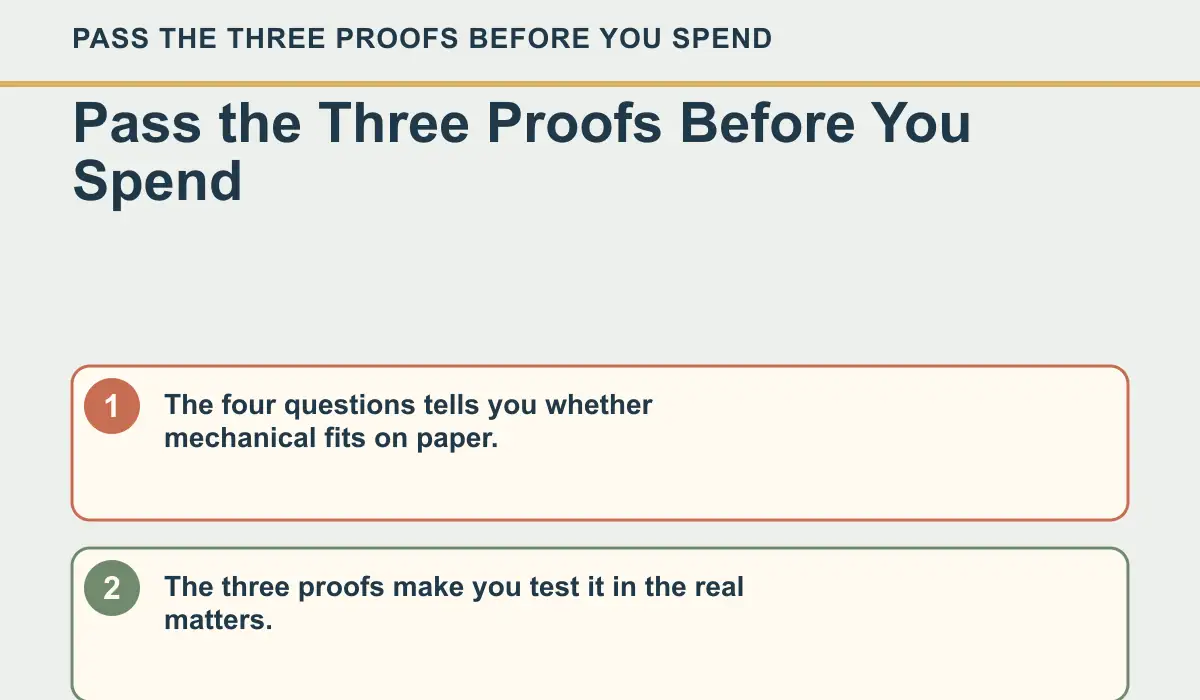 PASS THE THREE PROOFS BEFORE YOU SPEND
Pass the Three Proofs Before You
Spend
1
The four questions tells you whether
mechanical fits on paper.
2
The three proofs make you test it in the real
matters.